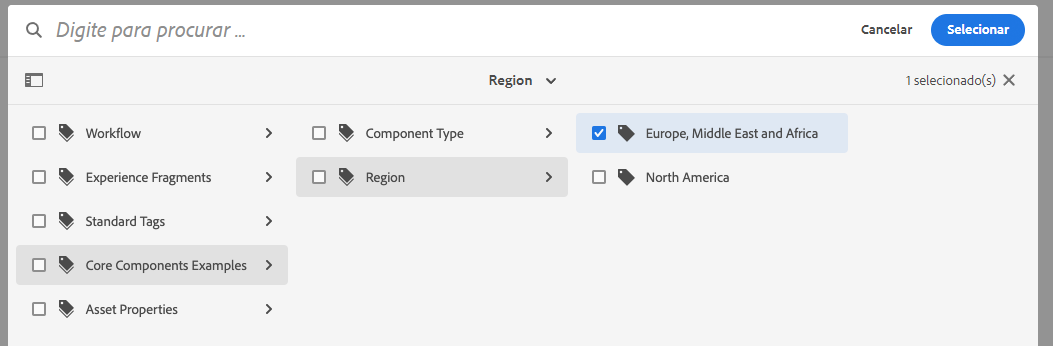 Digite para procurar ...
Cancelar
Selecionar
Region
1 selecionado(s)
Workflow
Component Type
Europe, Middle East and Africa
Experience Fragments
Region
North America
Standard Tags
Core Components Examples
Asset Properties